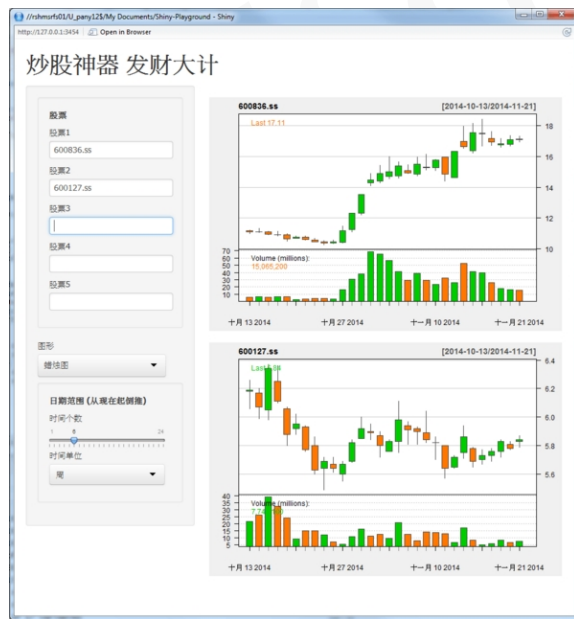 //rshmsrfs01/U_pany12$/My Documents/Shiny-Playground - Shiny
http://127.0.0.1:3454 Open in Browser
炒股神器 发财大计
股票
股票1
600836.ss
股票2
600127.ss
股票3
股票4
股票5
图形
蜡烛图
日期范围 (从现在起倒推)
时间个数
1 6 26
时间单位
周
600836.ss [2014-10-13/2014-11-21]
Last 17.11
18
16
14
12
10
Volume (millions):
15,065,200
70
60
50
40
30
20
10
十月 13 2014 十月 27 2014 十一月 10 2014 十一月 21 2014
600127.ss [2014-10-13/2014-11-21]
6.4
6.2
6.0
5.8
5.6
Volume (millions):
40
35
30
25
20
15
10
5
十月 13 2014 十月 27 2014 十一月 10 2014 十一月 21 2014